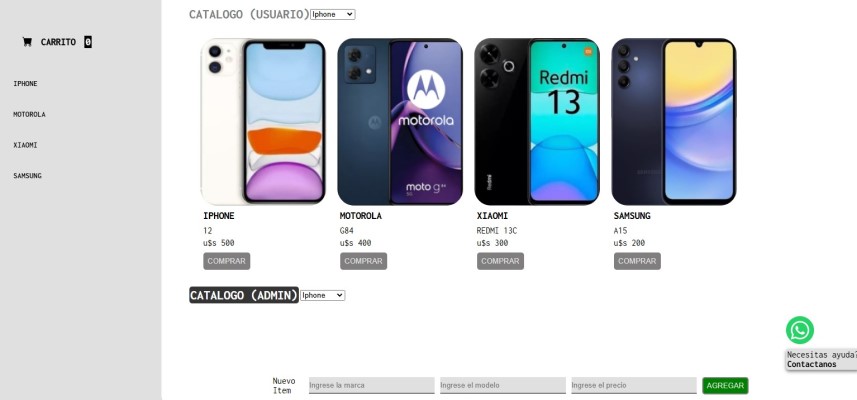 CATALOGO (USUARIO) Iphone
CARRITO 0
IPHONE
MOTOROLA
XIAOMI
SAMSUNG
motorola
moto g84
Redmi
13
IPHONE
12
u$s 500
COMPRAR
MOTOROLA
G84
u$s 400
COMPRAR
XIAOMI
REDMI 13C
u$s 300
COMPRAR
SAMSUNG
A15
u$s 200
COMPRAR
CATALOGO (ADMIN) Iphone
Necesitas ayuda?
Contactanos
Nuevo
Item
Ingrese la marca
Ingrese el modelo
Ingrese el precio
AGREGAR